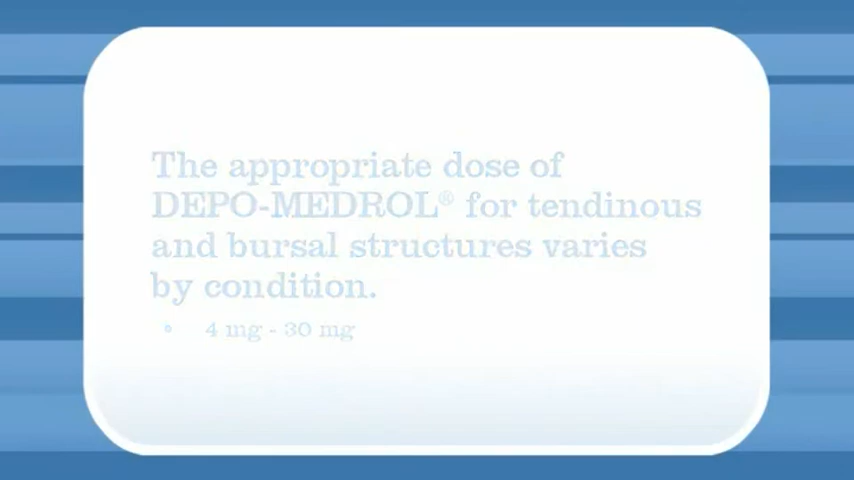 The appropriate dose of
DEPO-MEDROL® for tendinous
and bursal structures varies
by condition.
• 4 mg - 30 mg